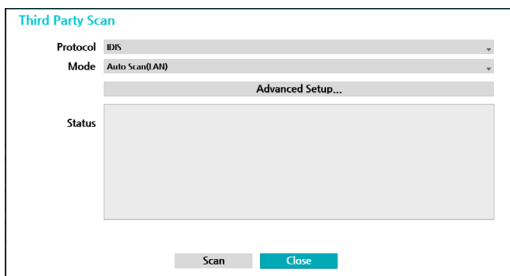 Third Party Scan
Protocol IDIS
Mode Auto Scan(LAN)
Advanced Setup...
Status
Scan Close